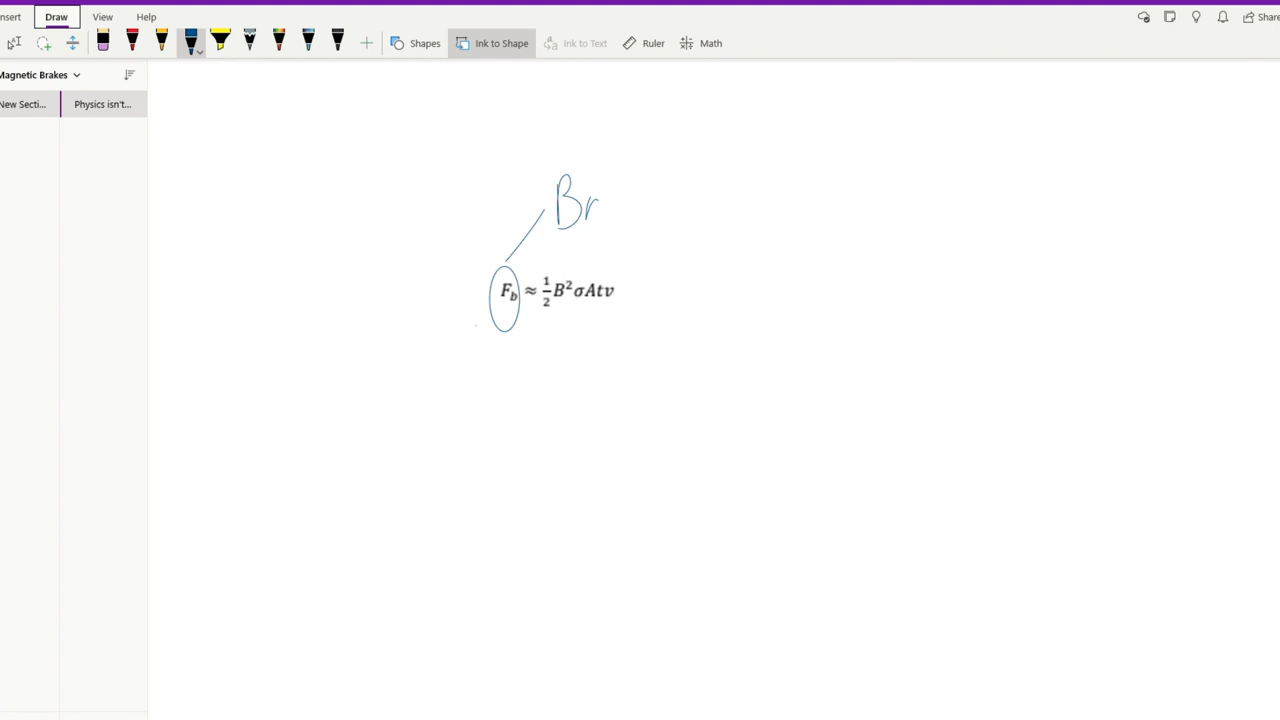 nsert Draw View Help Share
Shapes Ink to Shape Ink to Text Ruler Math
Magnetic Brakes
New Secti... Physics isn't...
Br
F_b ≈ 1/2 B²σAtv